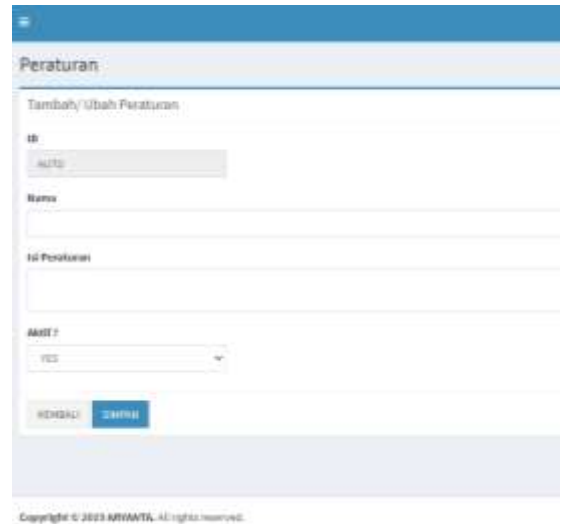 Peraturan
Tambah/ Ubah Peraturan
ID
AUTO
Nama
Isi Peraturan
Aktif ?
YES
KEMBALI SIMPAN
Copyright © 2023 ARYANTA. All rights reserved.